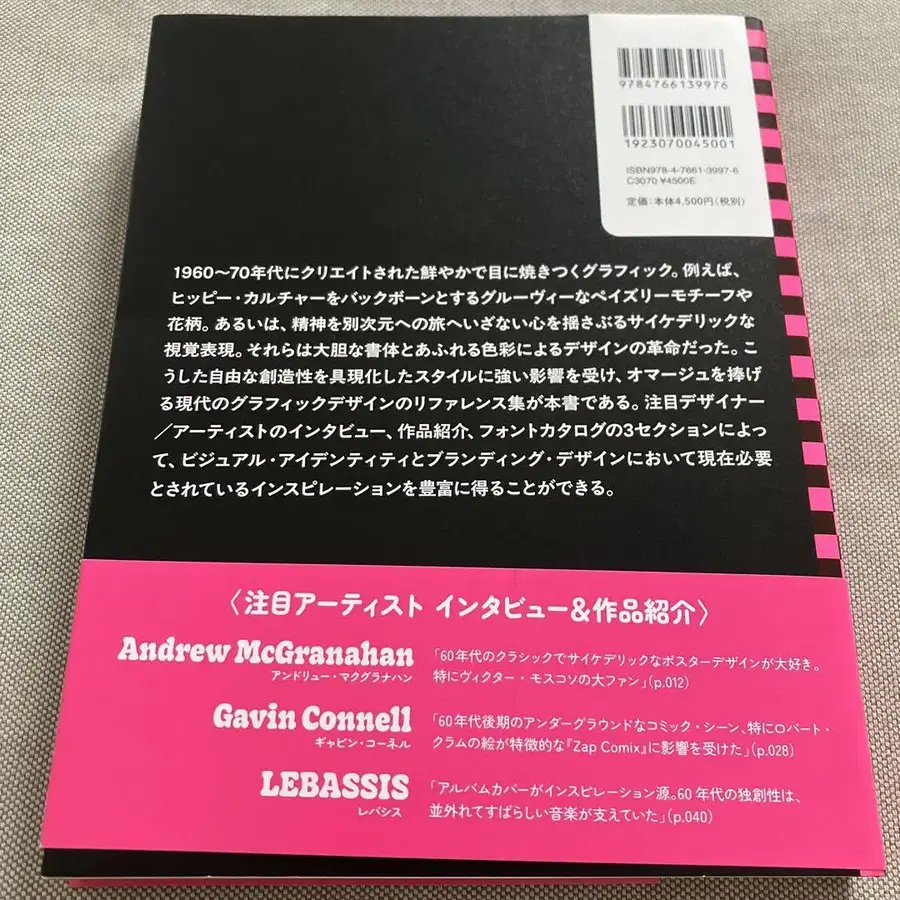 9784766139976
1923070045001
ISBN978-4-7661-3997-6
C3070 ¥4500E
定価:本体4,500円(税別)
1960〜70年代にクリエイトされた鮮やかで目に焼きつくグラフィック。例えば、
ヒッピー・カルチャーをバックボーンとするグルーヴィーなペイズリーモチーフや
花柄。あるいは、精神を別次元への旅へいざない心を揺さぶるサイケデリックな
視覚表現。それらは大胆な書体とあふれる色彩によるデザインの革命だった。こ
うした自由な創造性を具現化したスタイルに強い影響を受け、オマージュを捧げ
る現代のグラフィックデザインのリファレンス集が本書である。注目デザイナー
/アーティストのインタビュー、作品紹介、フォントカタログの3セクションによっ
て、ビジュアル・アイデンティティとブランディング・デザインにおいて現在必要
とされているインスピレーションを豊富に得ることができる。
〈注目アーティスト インタビュー&作品紹介〉
Andrew McGranahan
アンドリュー・マクグラナハン
「60年代のクラシックでサイケデリックなポスターデザインが大好き。
特にヴィクター・モスコソの大ファン」(p.012)
Gavin Connell
ギャビン・コーネル
「60年代後期のアンダーグラウンドなコミック・シーン、特にロバート・
クラムの絵が特徴的な『Zap Comix』に影響を受けた」(p.028)
LEBASSIS
レバシス
「アルバムカバーがインスピレーション源。60年代の独創性は、
並外れてすばらしい音楽が支えていた」(p.040)